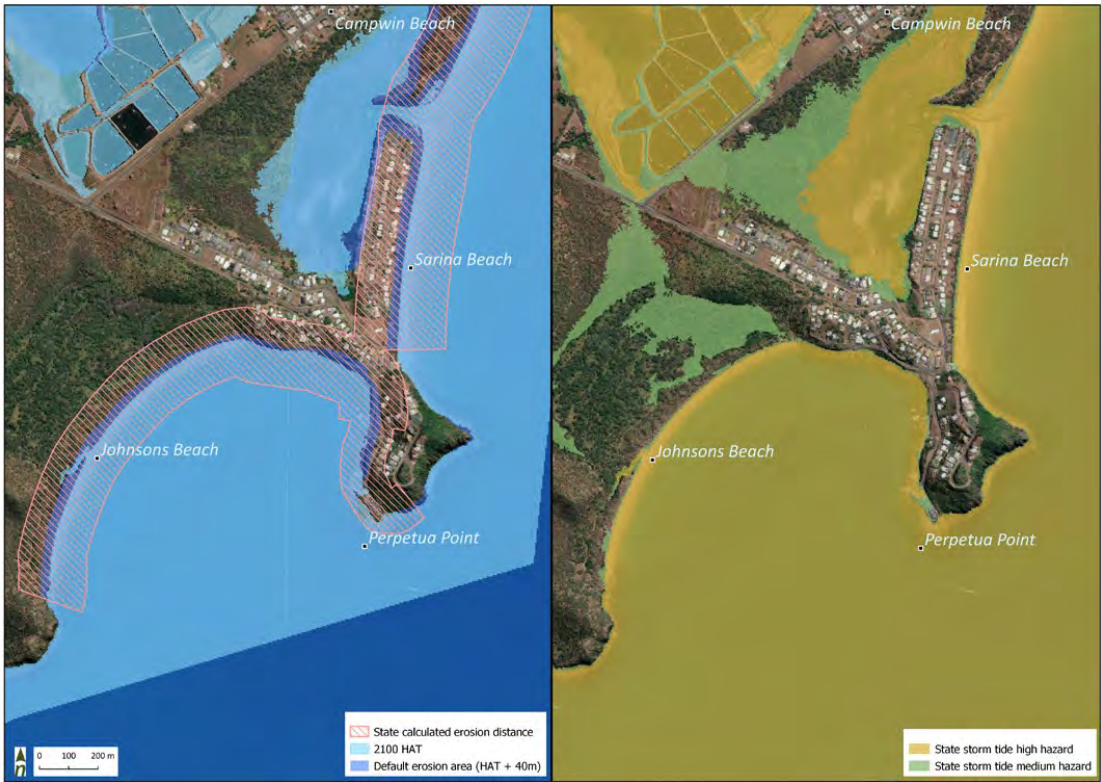 Campwin Beach
Sarina Beach
Johnsons Beach
Perpetua Point
State calculated erosion distance
2100 HAT
Default erosion area (HAT + 40m)
n
0 100 200 m
Campwin Beach
Sarina Beach
Johnsons Beach
Perpetua Point
State storm tide high hazard
State storm tide medium hazard